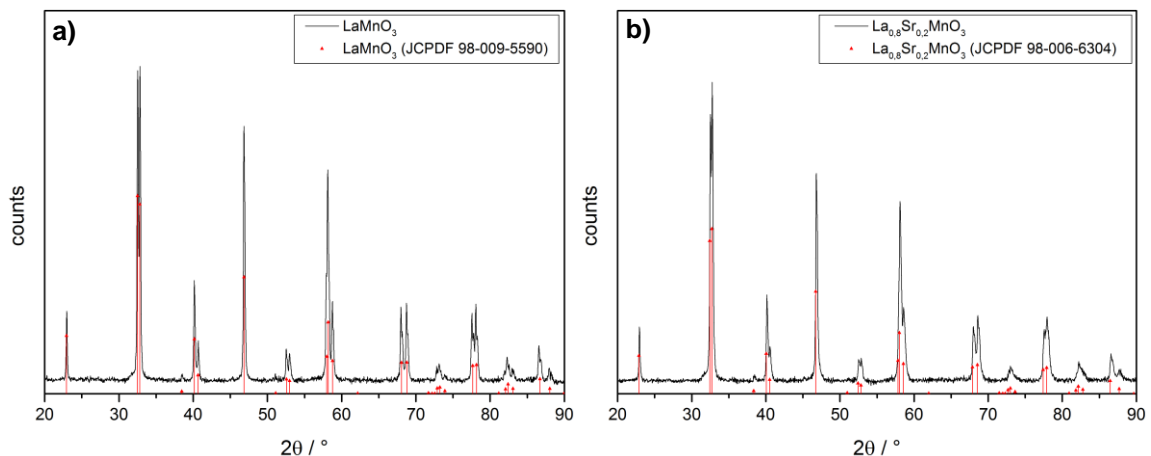 a)
LaMnO₃
LaMnO₃ (JCPDF 98-009-5590)
counts
20 30 40 50 60 70 80 90
2θ / °
b)
La₀,₈Sr₀,₂MnO₃
La₀,₈Sr₀,₂MnO₃ (JCPDF 98-006-6304)
counts
20 30 40 50 60 70 80 90
2θ / °